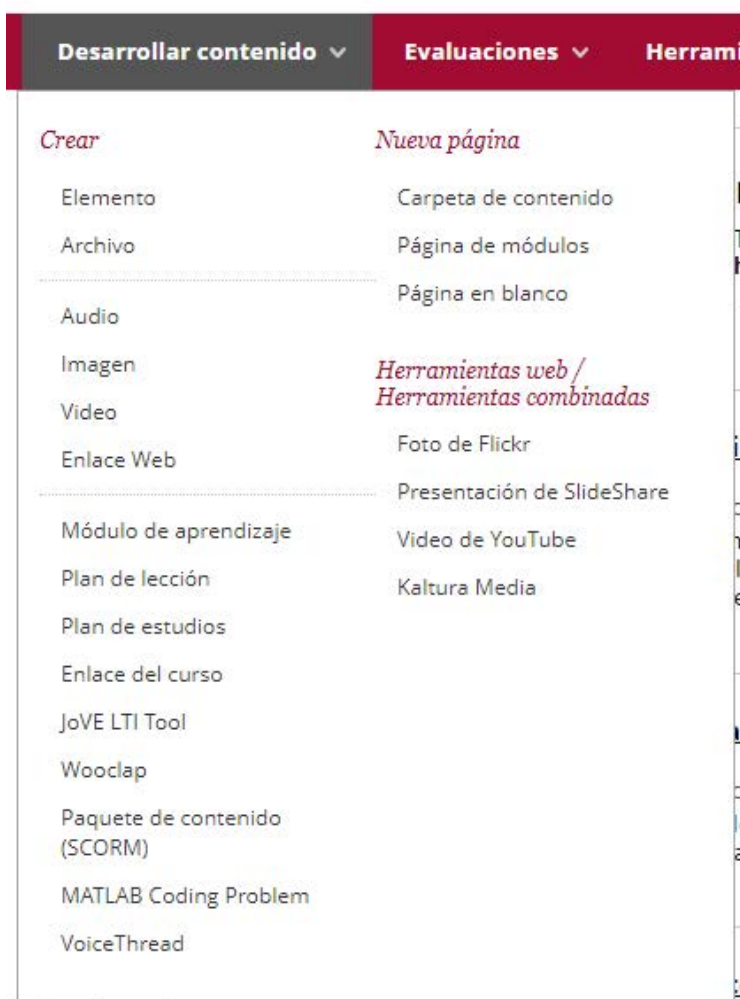 Desarrollar contenido
Evaluaciones
Crear
Elemento
Archivo
Audio
Imagen
Video
Enlace Web
Módulo de aprendizaje
Plan de lección
Plan de estudios
Enlace del curso
JoVE LTI Tool
Wooclap
Paquete de contenido
(SCORM)
MATLAB Coding Problem
VoiceThread
Nueva página
Carpeta de contenido
Página de módulos
Página en blanco
Herramientas web /
Herramientas combinadas
Foto de Flickr
Presentación de SlideShare
Video de YouTube
Kaltura Media